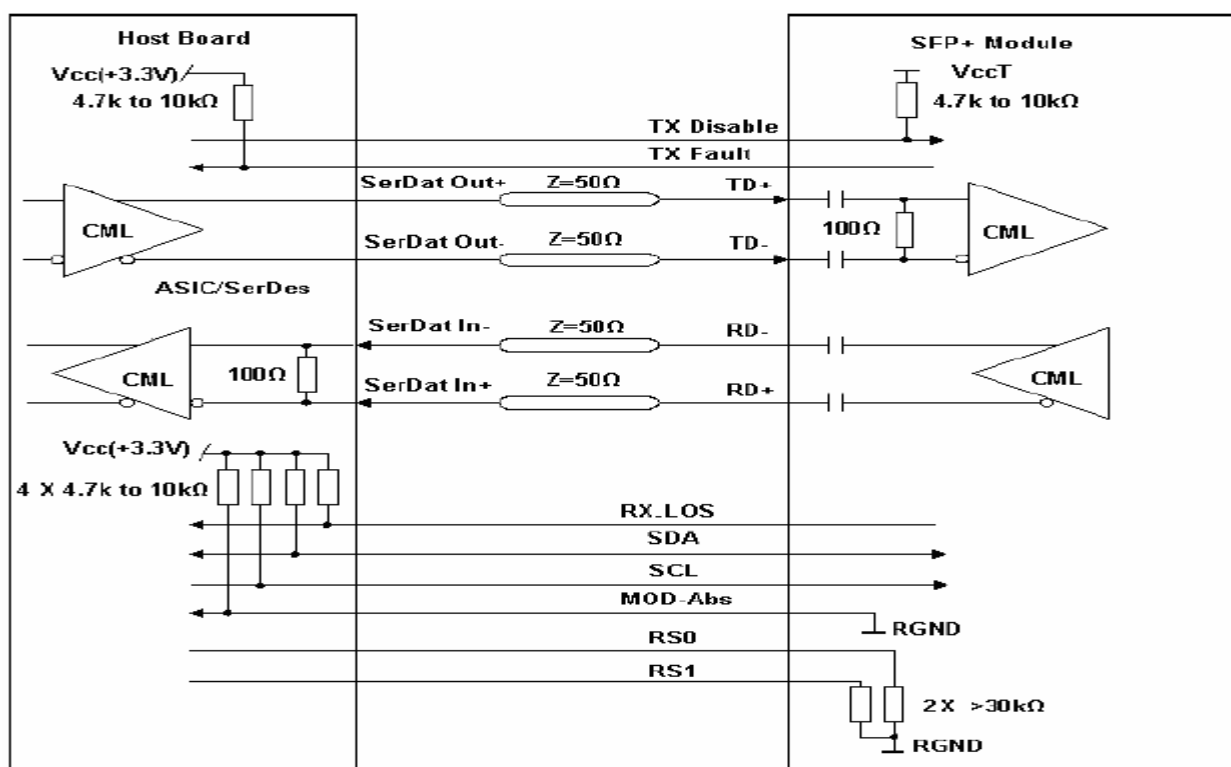 Host Board
SFP+ Module
Vcc(+3.3V)
4.7k to 10kΩ
VccT
4.7k to 10kΩ
TX Disable
TX Fault
SerDat Out+
Z=50Ω
TD+
CML
100Ω
CML
SerDat Out-
Z=50Ω
TD-
ASIC/SerDes
SerDat In-
Z=50Ω
RD-
CML
100Ω
SerDat In+
Z=50Ω
RD+
CML
Vcc(+3.3V)
4 X 4.7k to 10kΩ
RX_LOS
SDA
SCL
MOD-Abs
RGND
RS0
RS1
2X >30kΩ
RGND